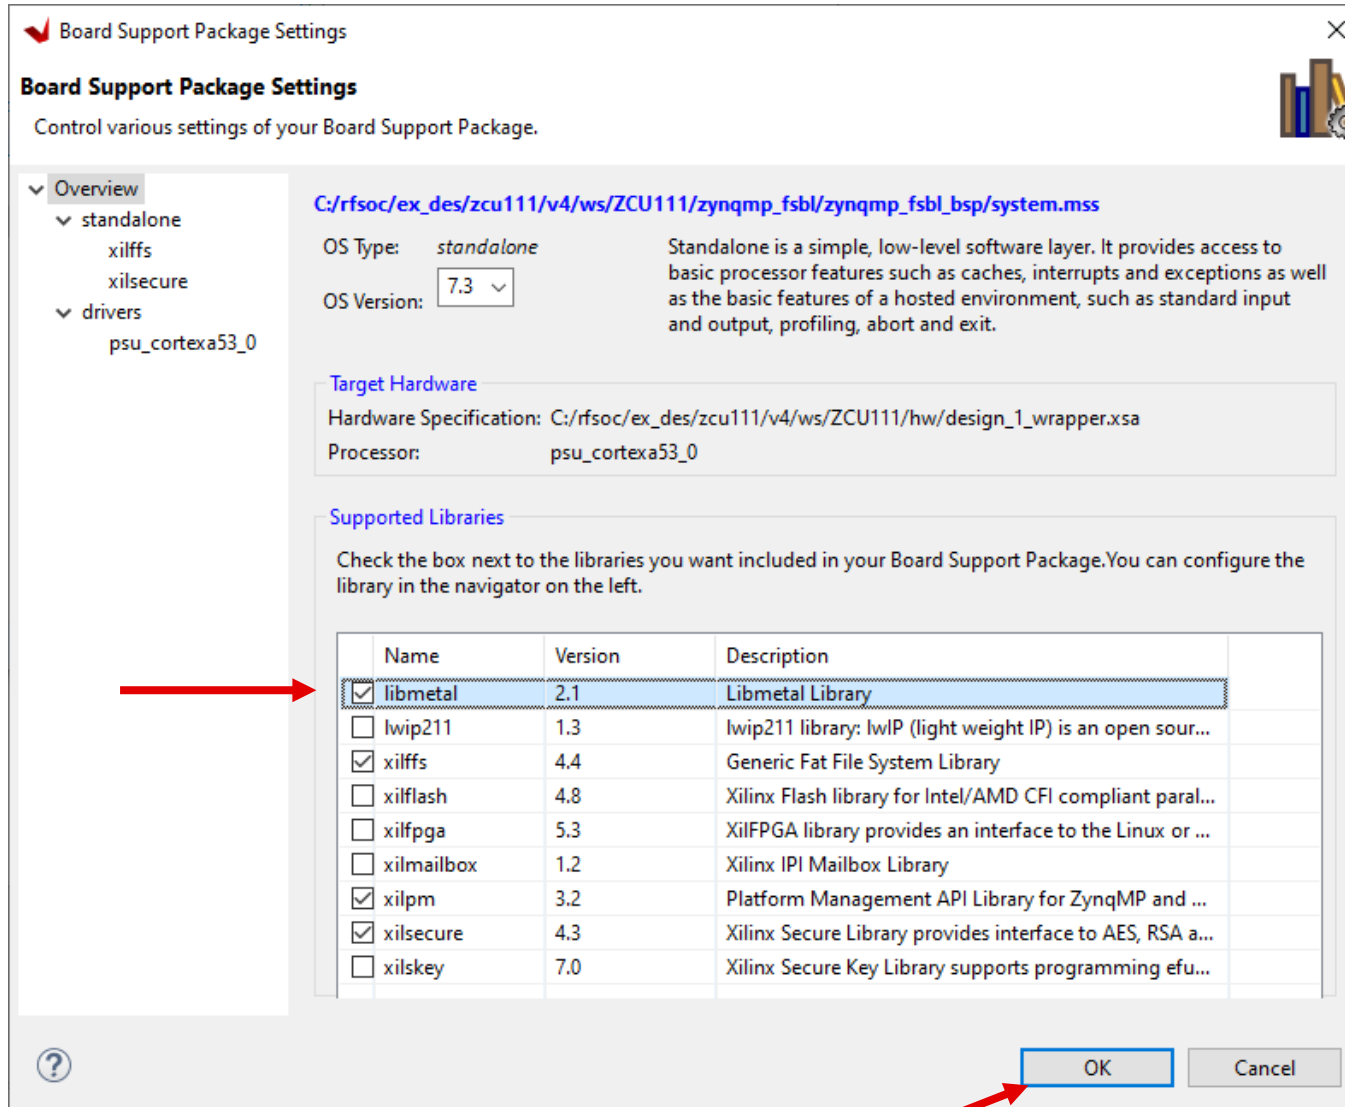 Board Support Package Settings
Board Support Package Settings
Control various settings of your Board Support Package.
Overview
standalone
xilffs
xilsecure
drivers
psu_cortexa53_0
C:/rfsoc/ex_des/zcu111/v4/ws/ZCU111/zynqmp_fsbl/zynqmp_fsbl_bsp/system.mss
OS Type: standalone
OS Version: 7.3
Standalone is a simple, low-level software layer. It provides access to
basic processor features such as caches, interrupts and exceptions as well
as the basic features of a hosted environment, such as standard input
and output, profiling, abort and exit.
Target Hardware
Hardware Specification: C:/rfsoc/ex_des/zcu111/v4/ws/ZCU111/hw/design_1_wrapper.xsa
Processor: psu_cortexa53_0
Supported Libraries
Check the box next to the libraries you want included in your Board Support Package.You can configure the
library in the navigator on the left.
Name Version Description
libmetal 2.1 Libmetal Library
lwip211 1.3 lwip211 library: lwIP (light weight IP) is an open sour...
xilffs 4.4 Generic Fat File System Library
xilflash 4.8 Xilinx Flash library for Intel/AMD CFI compliant paral...
xilfpga 5.3 XilFPGA library provides an interface to the Linux or ...
xilmailbox 1.2 Xilinx IPI Mailbox Library
xilpm 3.2 Platform Management API Library for ZynqMP and ...
xilsecure 4.3 Xilinx Secure Library provides interface to AES, RSA a...
xilskey 7.0 Xilinx Secure Key Library supports programming efu...
? OK Cancel